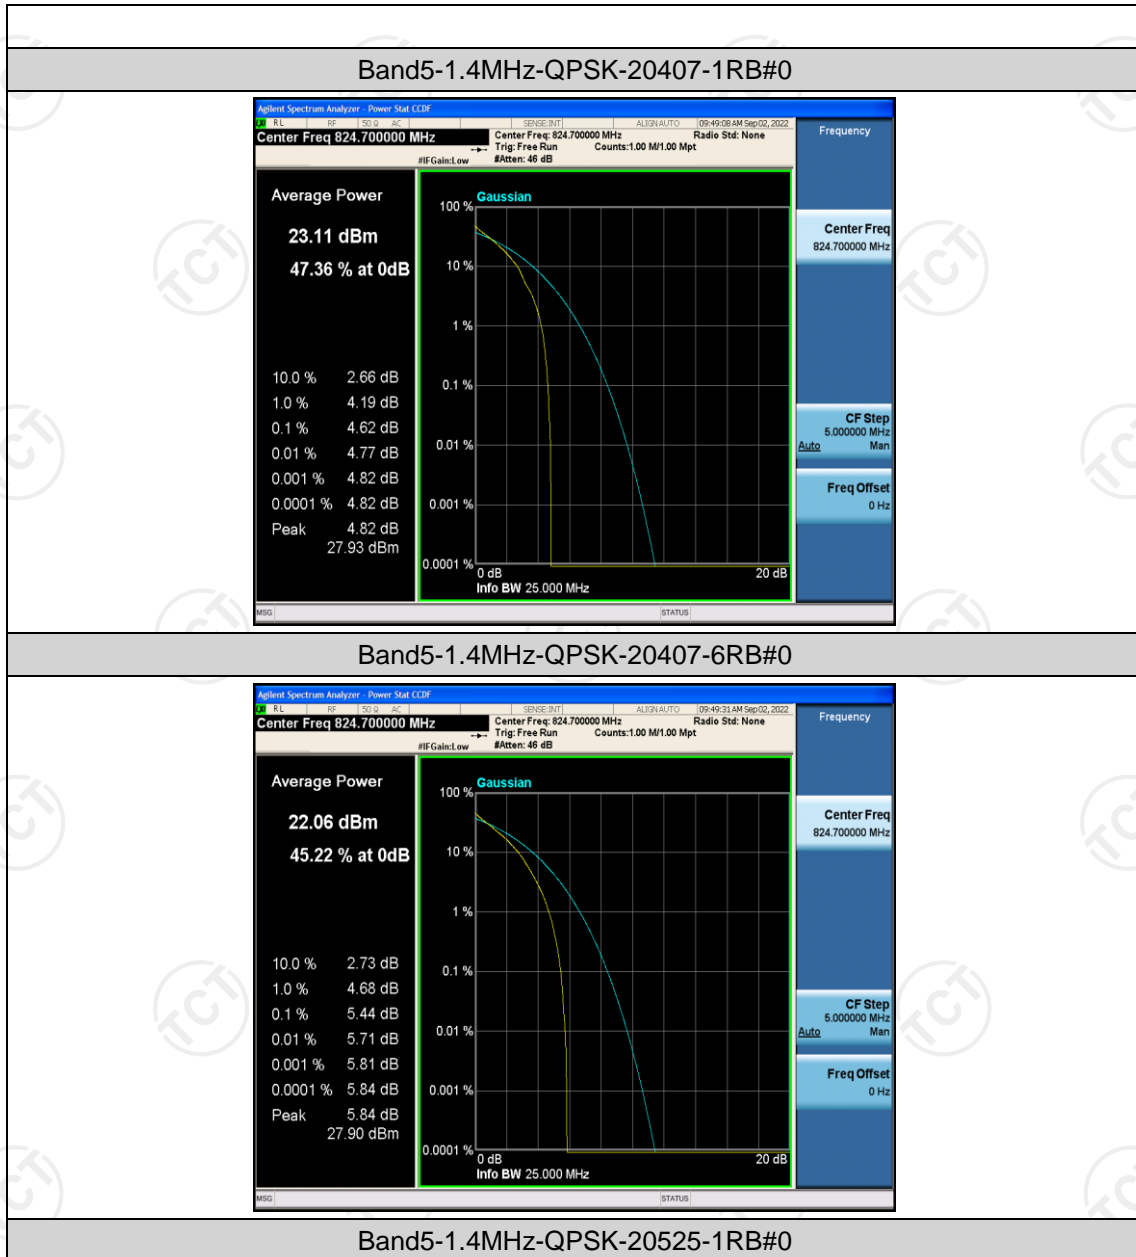 Band5-1.4MHz-QPSK-20407-1RB#0
Agilent Spectrum Analyzer - Power Stat CCDF
LXI RL RF 50 Ω AC SENSE:INT ALIGN AUTO 09:49:08 AM Sep 02, 2022
Center Freq 824.700000 MHz
Center Freq: 824.700000 MHz Radio Std: None
Trig: Free Run Counts:1.00 M/1.00 Mpt
#IFGain:Low #Atten: 46 dB
Frequency
Average Power
23.11 dBm
47.36 % at 0dB
10.0 % 2.66 dB
1.0 % 4.19 dB
0.1 % 4.62 dB
0.01 % 4.77 dB
0.001 % 4.82 dB
0.0001 % 4.82 dB
Peak 4.82 dB
27.93 dBm
Gaussian
100 %
10 %
1 %
0.1 %
0.01 %
0.001 %
0.0001 %
0 dB 20 dB
Info BW 25.000 MHz
Center Freq
824.700000 MHz
CF Step
5.000000 MHz
Auto Man
Freq Offset
0 Hz
MSG STATUS
Band5-1.4MHz-QPSK-20407-6RB#0
Agilent Spectrum Analyzer - Power Stat CCDF
LXI RL RF 50 Ω AC SENSE:INT ALIGN AUTO 09:49:31 AM Sep 02, 2022
Center Freq 824.700000 MHz
Center Freq: 824.700000 MHz Radio Std: None
Trig: Free Run Counts:1.00 M/1.00 Mpt
#IFGain:Low #Atten: 46 dB
Frequency
Average Power
22.06 dBm
45.22 % at 0dB
10.0 % 2.73 dB
1.0 % 4.68 dB
0.1 % 5.44 dB
0.01 % 5.71 dB
0.001 % 5.81 dB
0.0001 % 5.84 dB
Peak 5.84 dB
27.90 dBm
Gaussian
100 %
10 %
1 %
0.1 %
0.01 %
0.001 %
0.0001 %
0 dB 20 dB
Info BW 25.000 MHz
Center Freq
824.700000 MHz
CF Step
5.000000 MHz
Auto Man
Freq Offset
0 Hz
MSG STATUS
Band5-1.4MHz-QPSK-20525-1RB#0
TCT
TCT
TCT
TCT
TCT
TCT
TCT
TCT